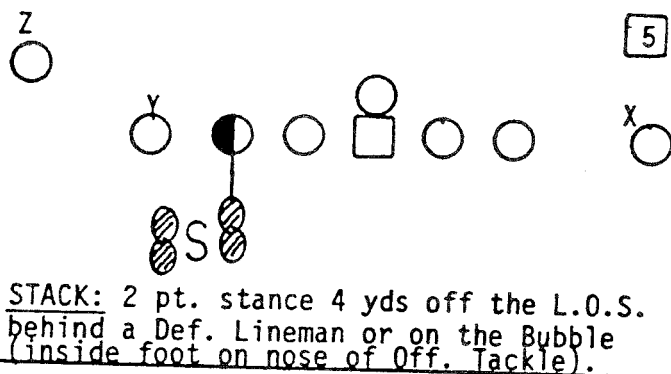 Z
5
Y
X
S
STACK: 2 pt. stance 4 yds off the L.O.S.
behind a Def. Lineman or on the Bubble
(inside foot on nose of Off. Tackle).